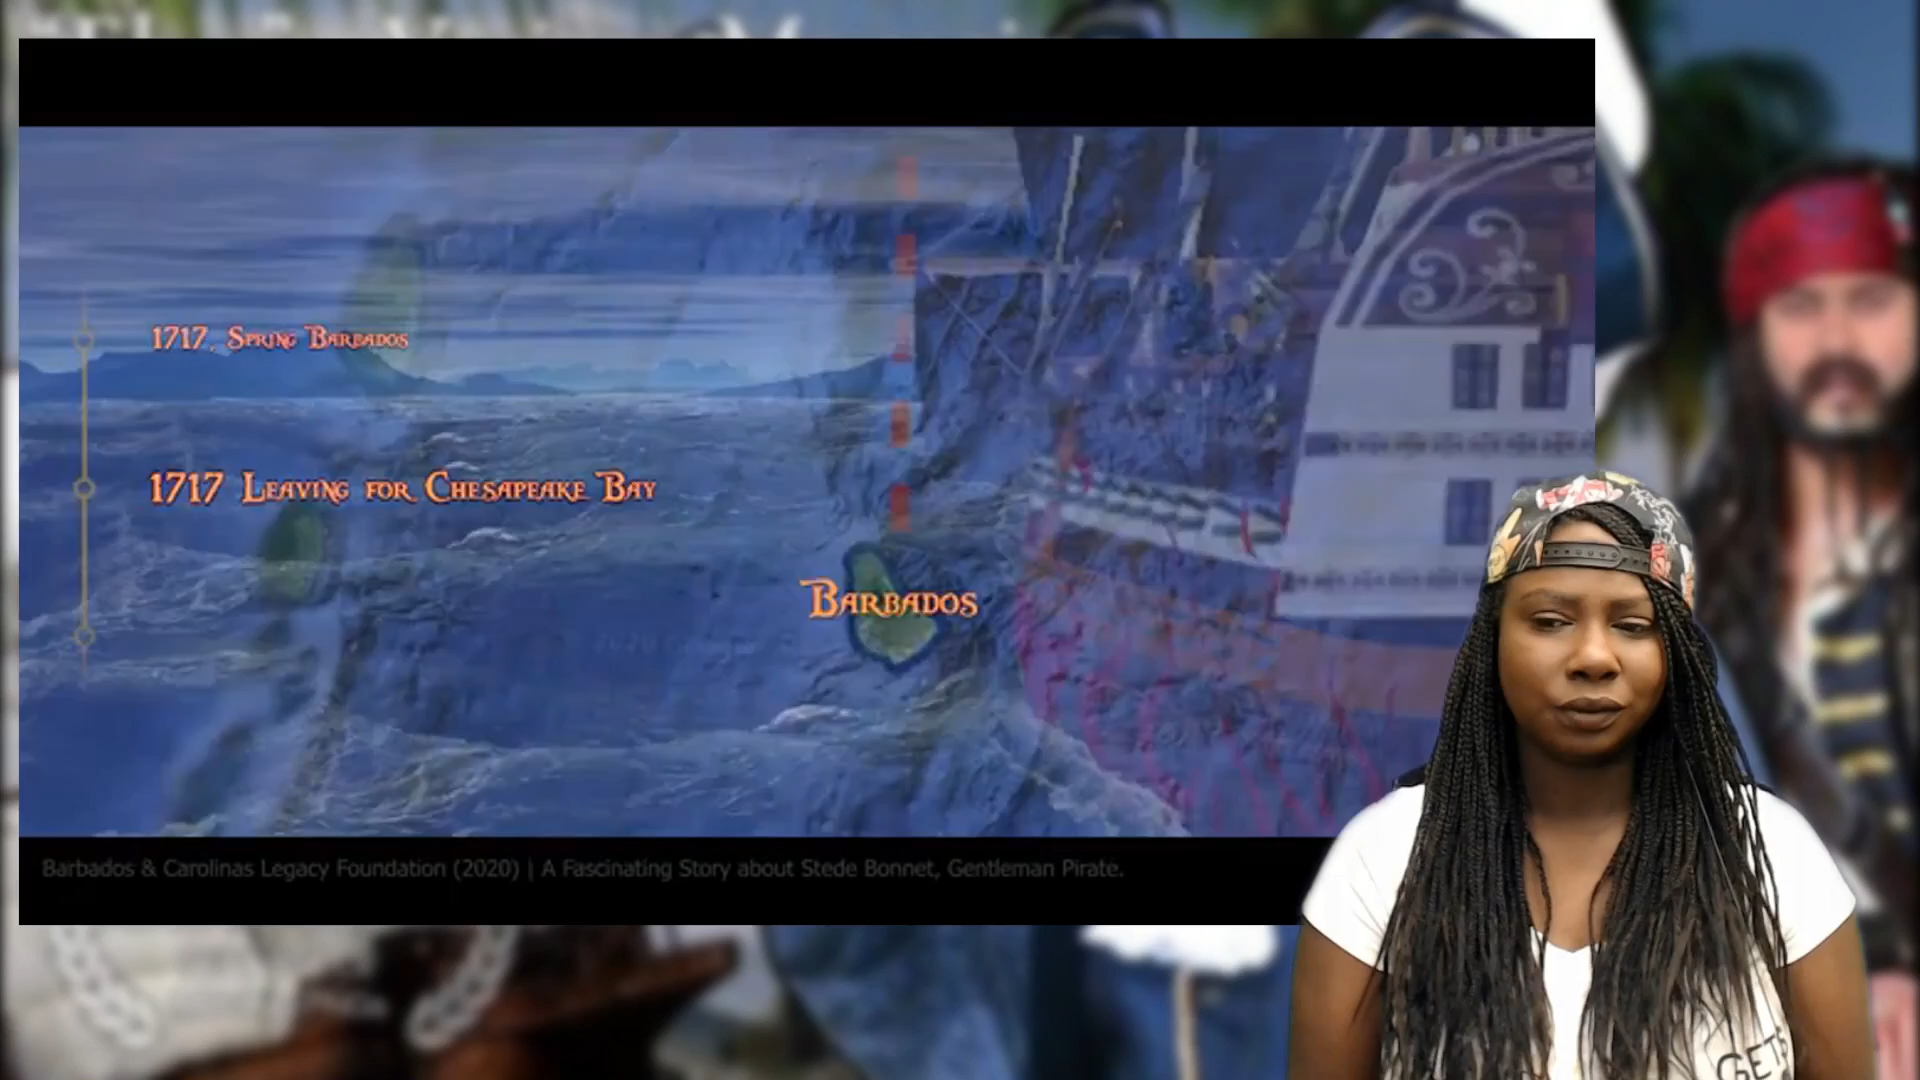 1717, Spring Barbados
1717 Leaving for Chesapeake Bay
Barbados
Barbados & Carolinas Legacy Foundation (2020) | A Fascinating Story about Stede Bonnet, Gentleman Pirate.